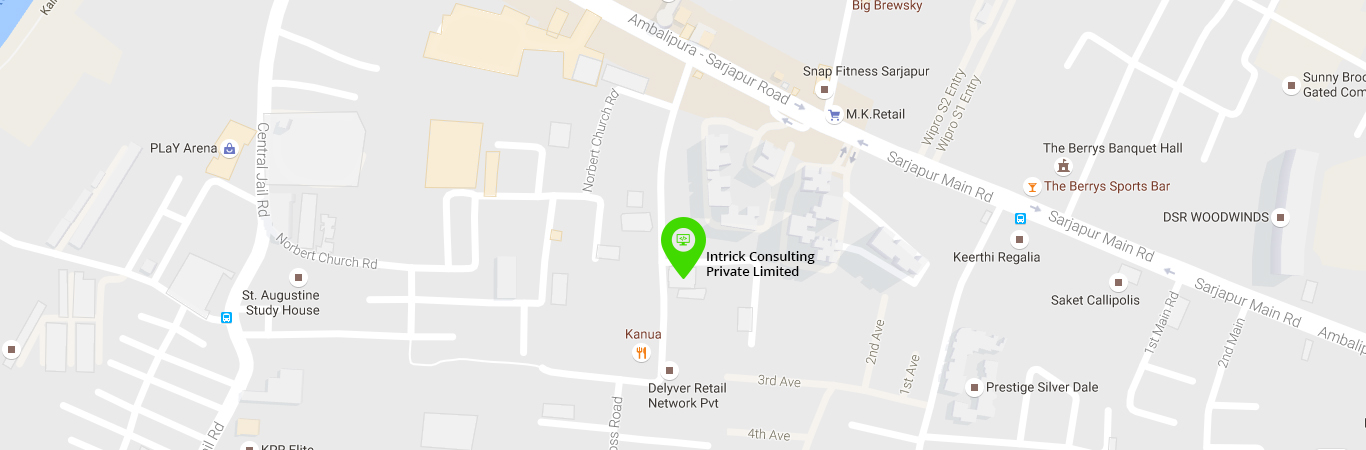 Big Brewsky
Ambalipura - Sarjapur Road
Snap Fitness Sarjapur
M.K.Retail
Wipro S2 Entry
Wipro S1 Entry
Sunny Broo
Gated Com
Norbert Church Rd
Central Jail Rd
PLaY Arena
Sarjapur Main Rd
The Berrys Banquet Hall
The Berrys Sports Bar
DSR WOODWINDS
Sarjapur Main Rd
Norbert Church Rd
Intrick Consulting
Private Limited
Keerthi Regalia
St. Augustine
Study House
Saket Callipolis
Sarjapur Main Rd
1st Main Rd
2nd Main
Ambalip
Kanua
2nd Ave
1st Ave
Delyver Retail
Network Pvt
3rd Ave
Prestige Silver Dale
oss Road
4th Ave
il Rd
KPR Elite